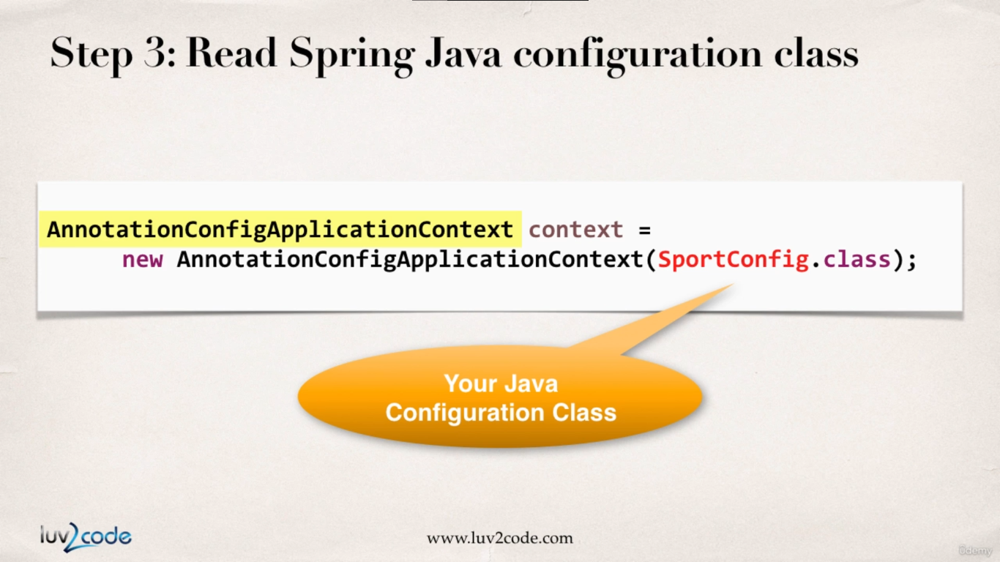 Step 3: Read Spring Java configuration class
AnnotationConfigApplicationContext context =
new AnnotationConfigApplicationContext(SportConfig.class);
Your Java
Configuration Class
luv2code
www.luv2code.com
ûdemy